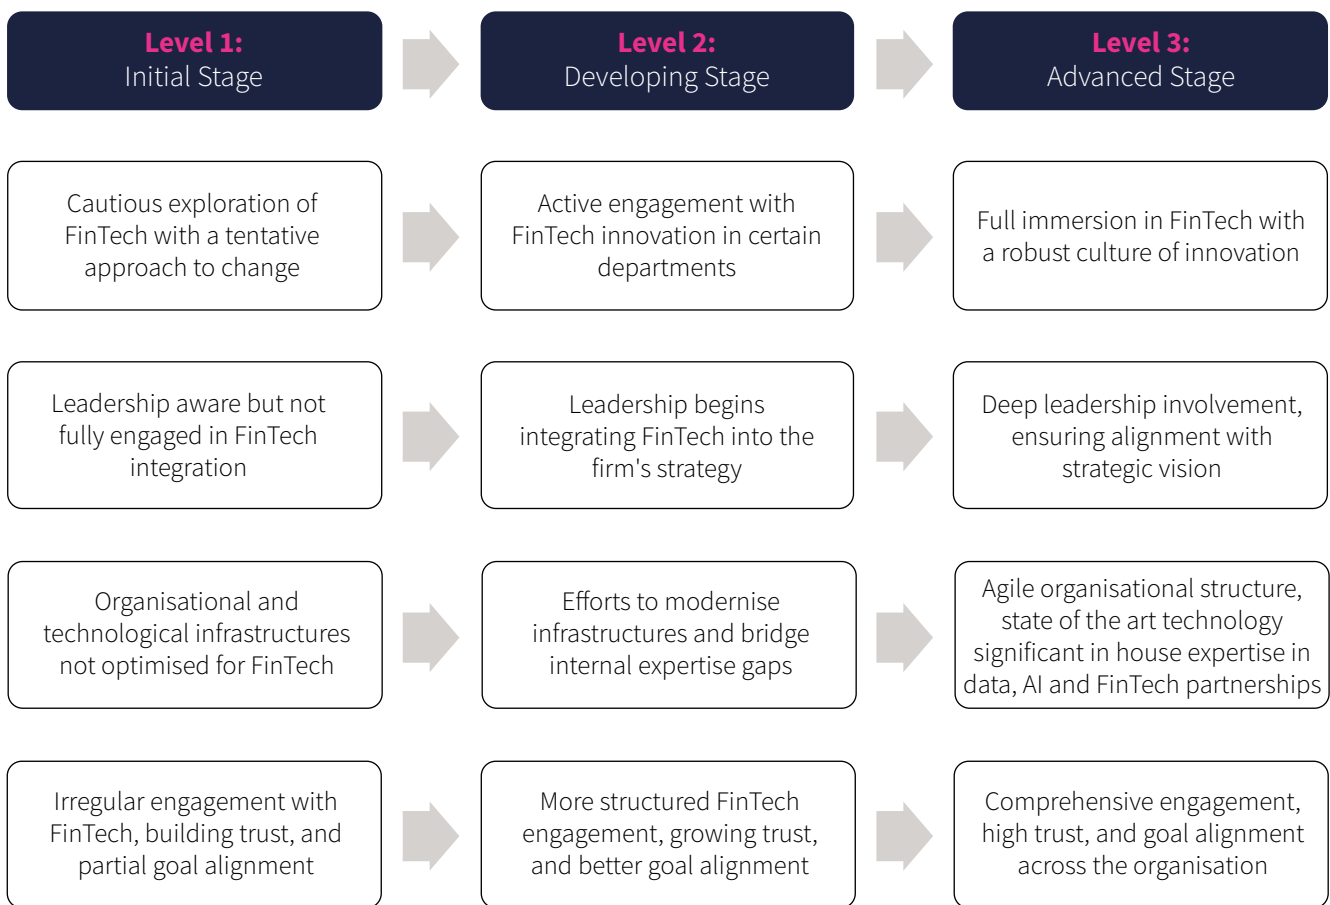 Level 1:
Initial Stage
Level 2:
Developing Stage
Level 3:
Advanced Stage
Cautious exploration of
FinTech with a tentative
approach to change
Active engagement with
FinTech innovation in certain
departments
Full immersion in FinTech with
a robust culture of innovation
Leadership aware but not
fully engaged in FinTech
integration
Leadership begins
integrating FinTech into the
firm's strategy
Deep leadership involvement,
ensuring alignment with
strategic vision
Organisational and
technological infrastructures
not optimised for FinTech
Efforts to modernise
infrastructures and bridge
internal expertise gaps
Agile organisational structure,
state of the art technology
significant in house expertise in
data, AI and FinTech partnerships
Irregular engagement with
FinTech, building trust, and
partial goal alignment
More structured FinTech
engagement, growing trust,
and better goal alignment
Comprehensive engagement,
high trust, and goal alignment
across the organisation